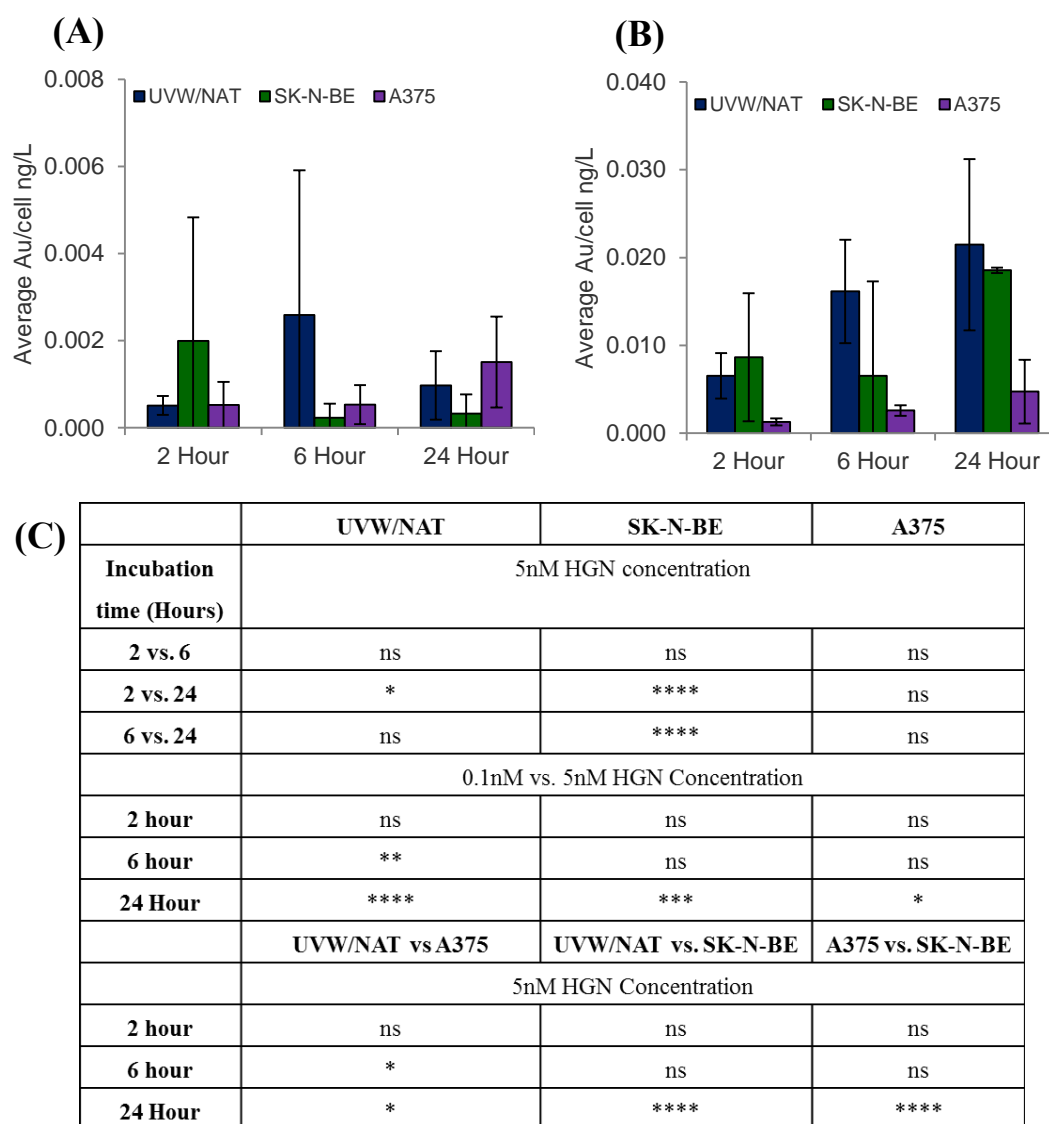 (A)
(B)
0.008
0.006
0.004
0.002
0.000
Average Au/cell ng/L
UVW/NAT SK-N-BE A375
2 Hour 6 Hour 24 Hour
0.040
0.030
0.020
0.010
0.000
Average Au/cell ng/L
UVW/NAT SK-N-BE A375
2 Hour 6 Hour 24 Hour
(C)
UVW/NAT SK-N-BE A375
Incubation
time (Hours)
5nM HGN concentration
2 vs. 6 ns ns ns
2 vs. 24 * **** ns
6 vs. 24 ns **** ns
0.1nM vs. 5nM HGN Concentration
2 hour ns ns ns
6 hour ** ns ns
24 Hour **** *** *
UVW/NAT vs A375 UVW/NAT vs. SK-N-BE A375 vs. SK-N-BE
5nM HGN Concentration
2 hour ns ns ns
6 hour * ns ns
24 Hour * **** ****